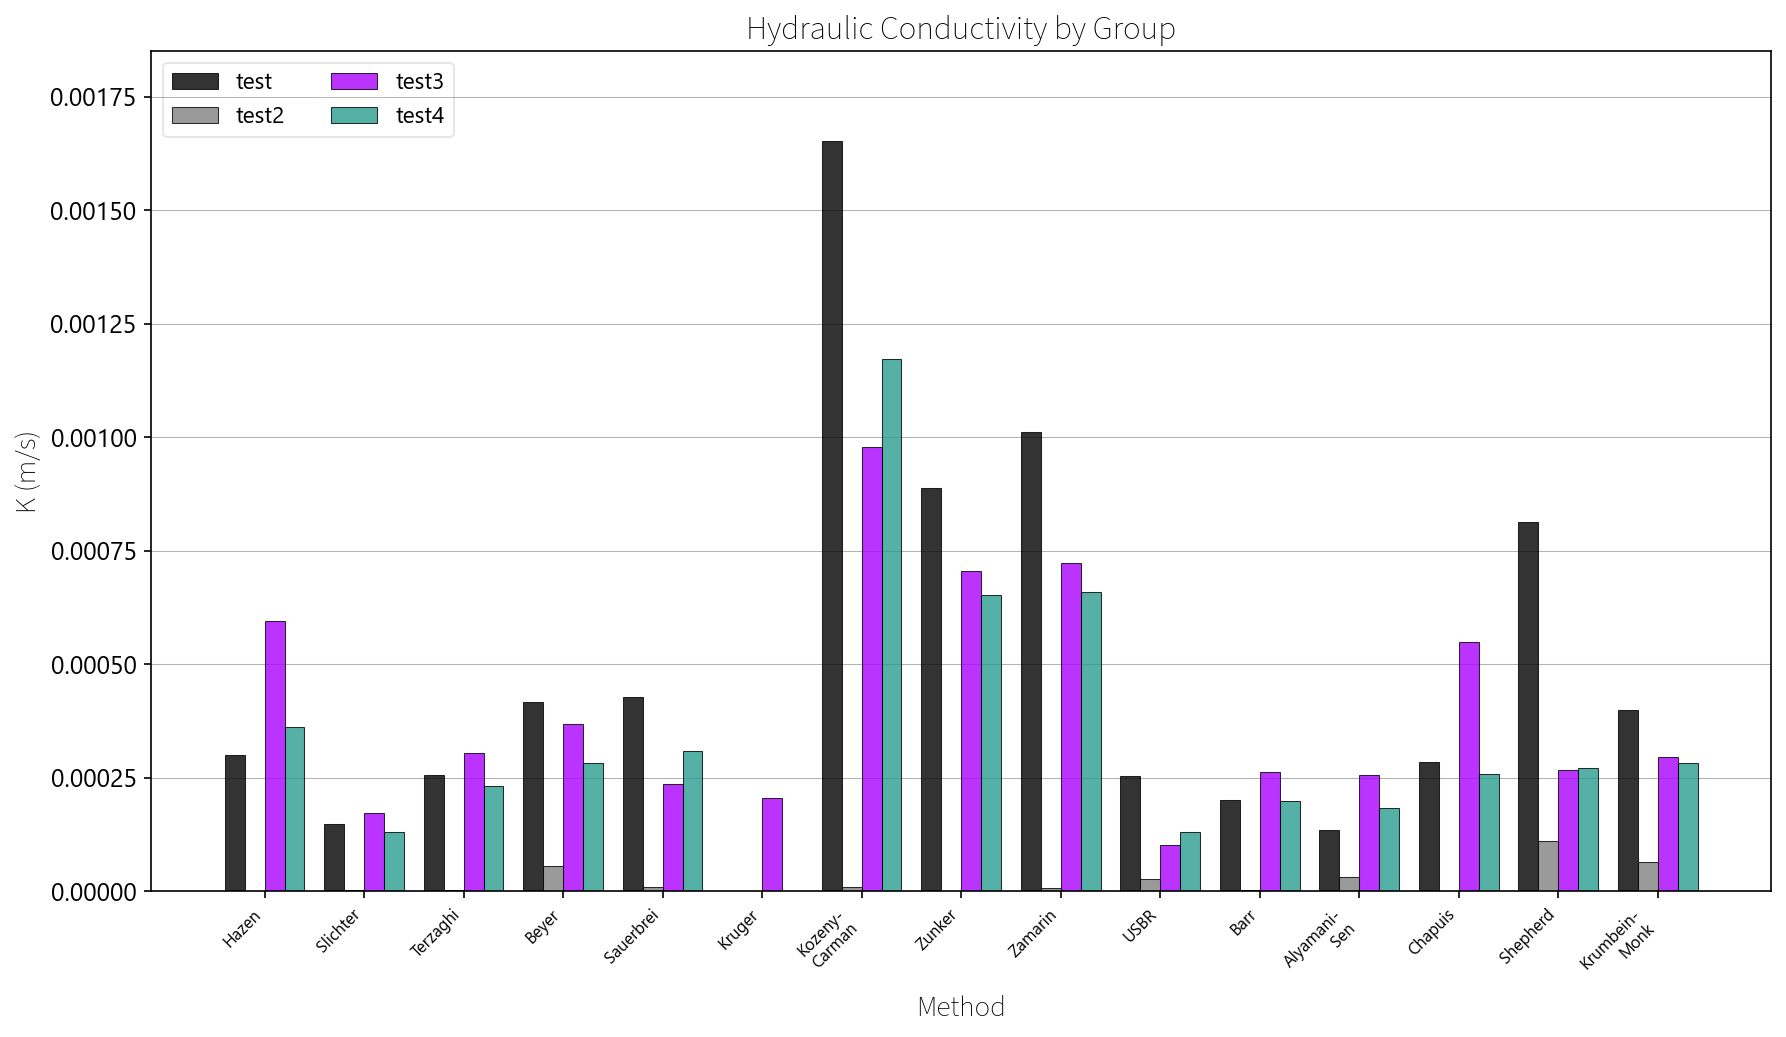 Hydraulic Conductivity by Group
test
test2
test3
test4
0.00175
0.00150
0.00125
0.00100
0.00075
0.00050
0.00025
0.00000
K (m/s)
Hazen
Slichter
Terzaghi
Beyer
Sauerbrei
Kruger
Kozeny-
Carman
Zunker
Zamarin
USBR
Barr
Alyamani-
Sen
Chapuis
Shepherd
Krumbein-
Monk
Method